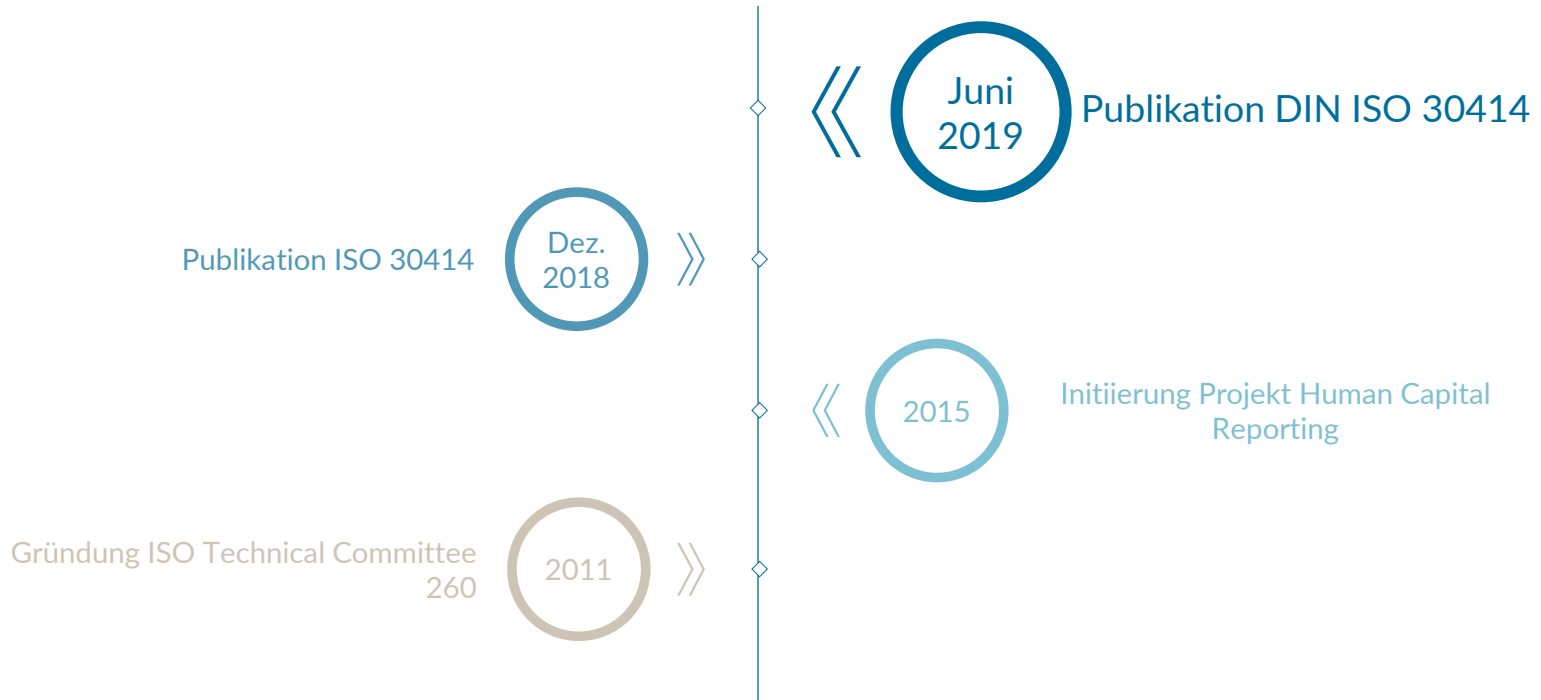 Juni
2019
Publikation DIN ISO 30414
Publikation ISO 30414
Dez.
2018
2015
Initiierung Projekt Human Capital
Reporting
Gründung ISO Technical Committee
260
2011